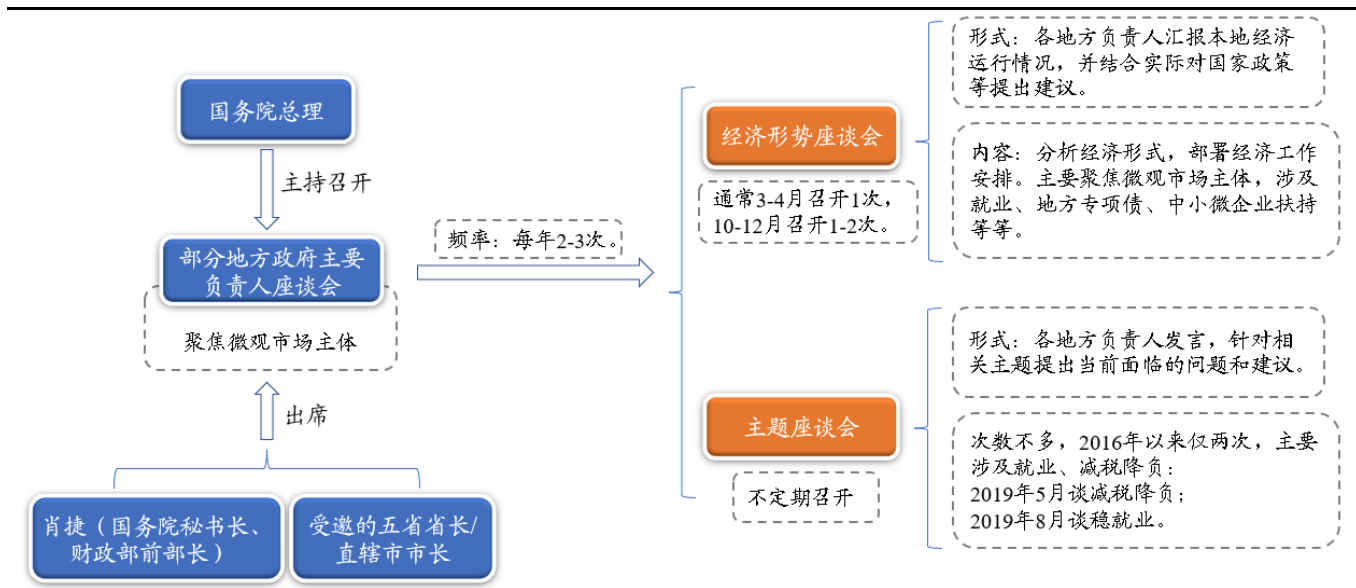 国务院总理
主持召开
部分地方政府主要
负责人座谈会
聚焦微观市场主体
出席
肖捷（国务院秘书长、
财政部前部长）
受邀的五省省长/
直辖市市长
频率：每年2-3次。
经济形势座谈会
通常3-4月召开1次，
10-12月召开1-2次。
形式：各地方负责人汇报本地经济
运行情况，并结合实际对国家政策
等提出建议。
内容：分析经济形式，部署经济工作
安排。主要聚焦微观市场主体，涉及
就业、地方专项债、中小微企业扶持
等等。
主题座谈会
不定期召开
形式：各地方负责人发言，针对相
关主题提出当前面临的问题和建议。
次数不多，2016年以来仅两次，主要
涉及就业、减税降负：
2019年5月谈减税降负；
2019年8月谈稳就业。